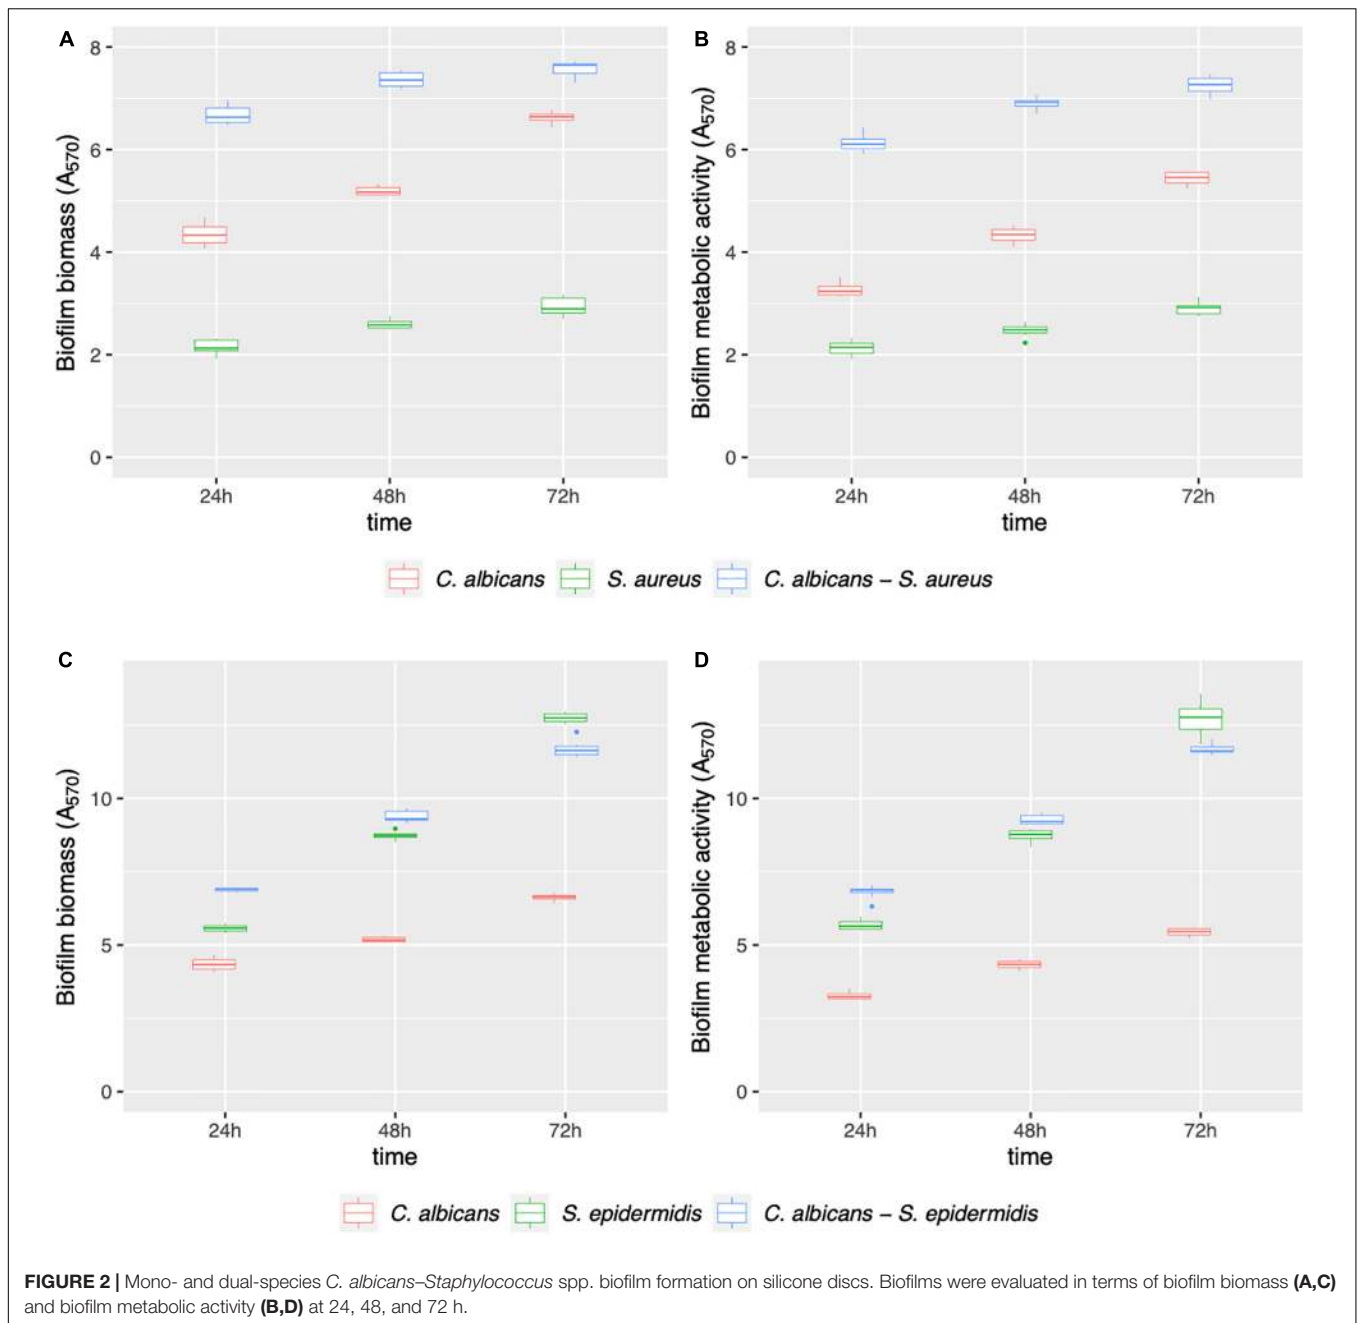 A
Biofilm biomass (A570)
8
6
4
2
0
24h 48h 72h
time
B
Biofilm metabolic activity (A570)
8
6
4
2
0
24h 48h 72h
time
C. albicans S. aureus C. albicans – S. aureus
C
Biofilm biomass (A570)
10
5
0
24h 48h 72h
time
D
Biofilm metabolic activity (A570)
10
5
0
24h 48h 72h
time
C. albicans S. epidermidis C. albicans – S. epidermidis
FIGURE 2 | Mono- and dual-species C. albicans–Staphylococcus spp. biofilm formation on silicone discs. Biofilms were evaluated in terms of biofilm biomass (A,C)
and biofilm metabolic activity (B,D) at 24, 48, and 72 h.